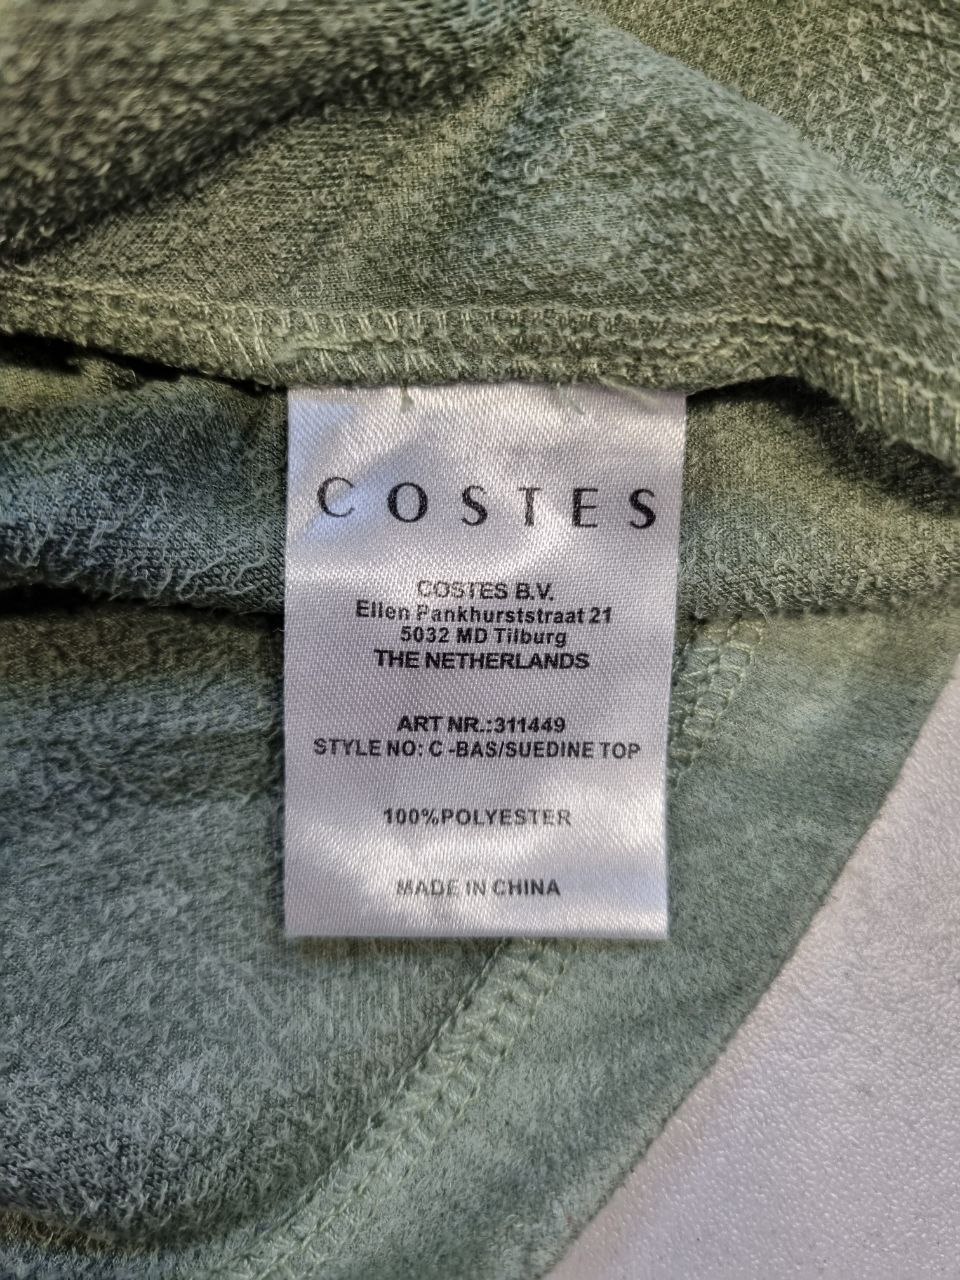 COSTES
COSTES B.V.
Ellen Pankhurststraat 21
5032 MD Tilburg
THE NETHERLANDS
ART NR.:311449
STYLE NO: C -BAS/SUEDINE TOP
100%POLYESTER
MADE IN CHINA